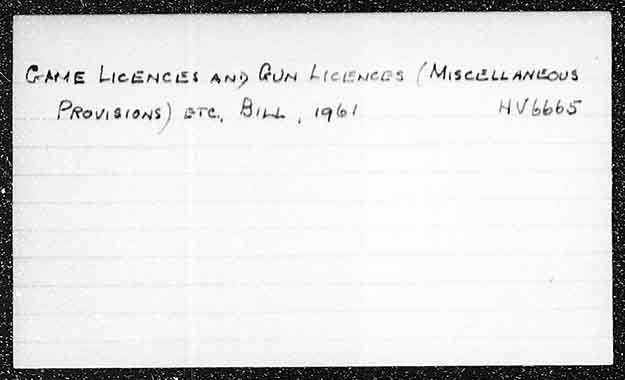 GAME LICENCES AND GUN LICENCES (MISCELLANEOUS
PROVISIONS) ETC. BILL, 1961 HV6665